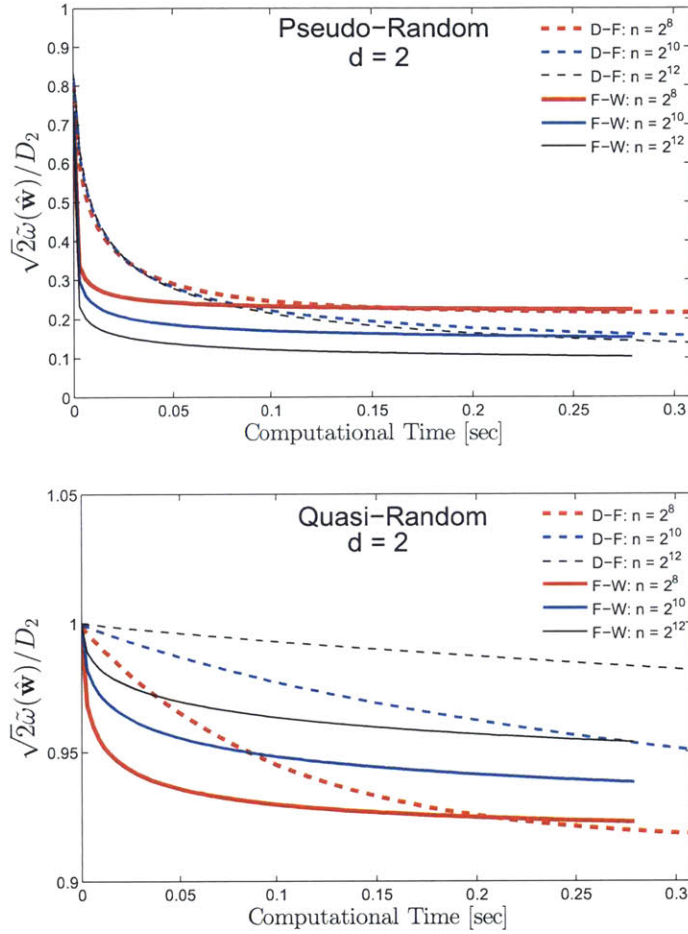 Pseudo-Random
d = 2
D-F: n = 2^8
D-F: n = 2^10
D-F: n = 2^12
F-W: n = 2^8
F-W: n = 2^10
F-W: n = 2^12
√2ω̃(ŵ)/D₂
1
0.9
0.8
0.7
0.6
0.5
0.4
0.3
0.2
0.1
0
0 0.05 0.1 0.15 0.2 0.25 0.3
Computational Time [sec]
Quasi-Random
d = 2
D-F: n = 2^8
D-F: n = 2^10
D-F: n = 2^12
F-W: n = 2^8
F-W: n = 2^10
F-W: n = 2^12
√2ω̃(ŵ)/D₂
1.05
1
0.95
0.9
0 0.05 0.1 0.15 0.2 0.25 0.3
Computational Time [sec]